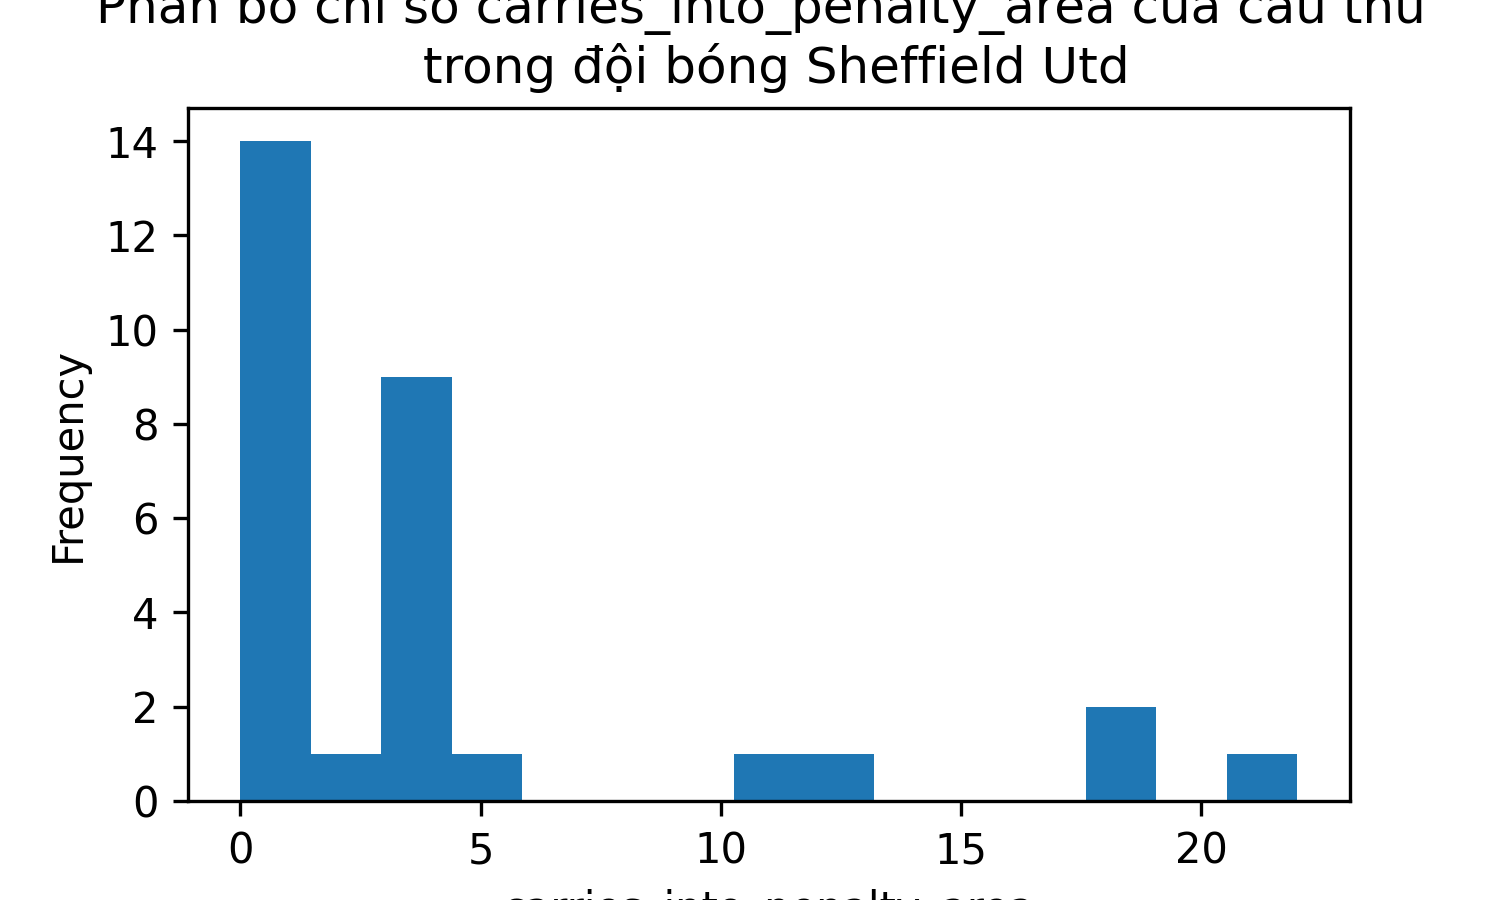 Phân bố chỉ số carries_into_penalty_area của cầu thủ
trong đội bóng Sheffield Utd
14
12
10
8
6
4
2
0
Frequency
0 5 10 15 20
carries_into_penalty_area